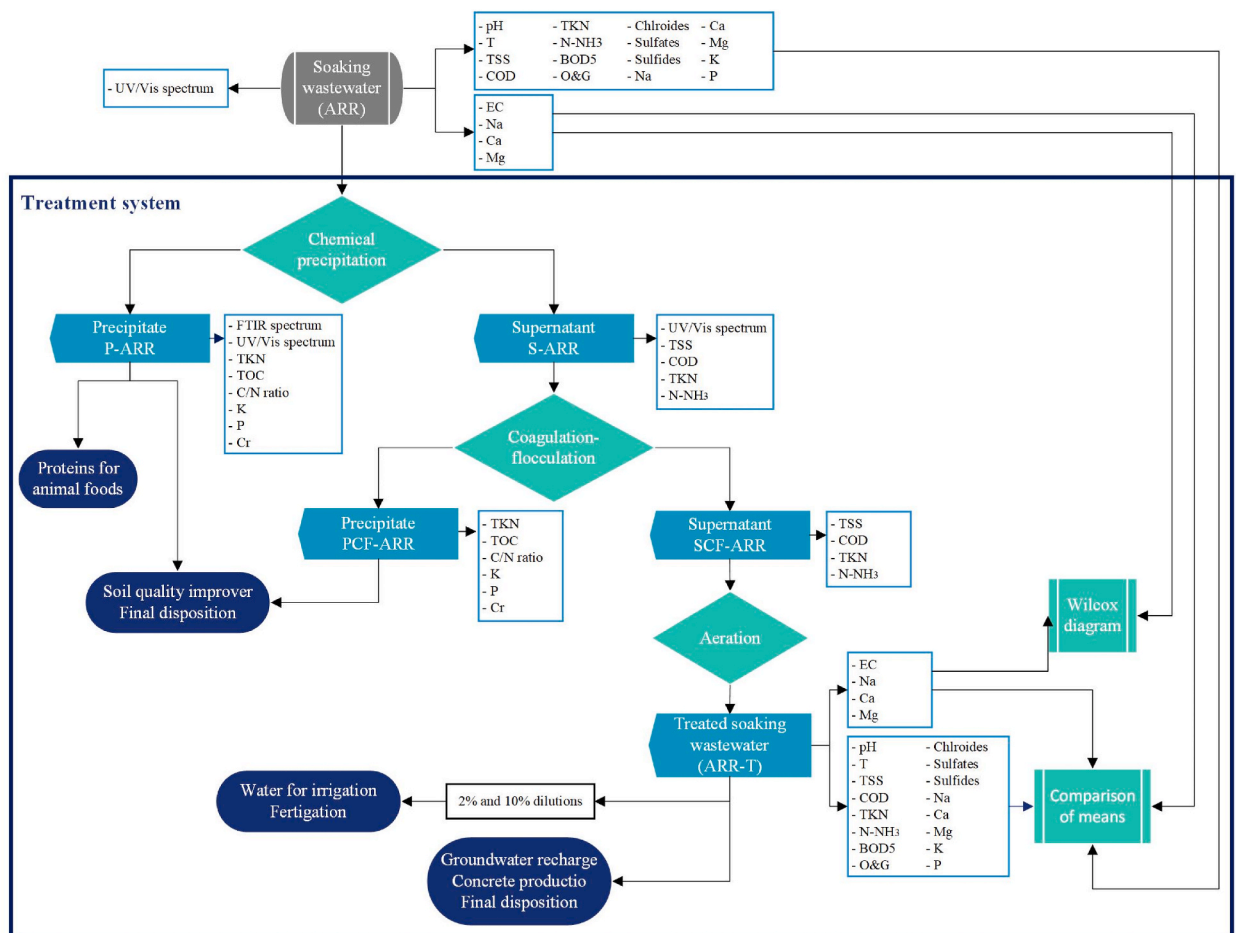 - UV/Vis spectrum
Soaking
wastewater
(ARR)
- pH
- T
- TSS
- COD
- TKN
- N-NH3
- BOD5
- O&G
- Chlroides
- Sulfates
- Sulfides
- Na
- Ca
- Mg
- K
- P
- EC
- Na
- Ca
- Mg
Treatment system
Chemical
precipitation
Precipitate
P-ARR
- FTIR spectrum
- UV/Vis spectrum
- TKN
- TOC
- C/N ratio
- K
- P
- Cr
Supernatant
S-ARR
- UV/Vis spectrum
- TSS
- COD
- TKN
- N-NH3
Proteins for
animal foods
Coagulation-
flocculation
Precipitate
PCF-ARR
- TKN
- TOC
- C/N ratio
- K
- P
- Cr
Supernatant
SCF-ARR
- TSS
- COD
- TKN
- N-NH3
Soil quality improver
Final disposition
Aeration
Wilcox
diagram
- EC
- Na
- Ca
- Mg
Treated soaking
wastewater
(ARR-T)
- pH
- T
- TSS
- COD
- TKN
- N-NH3
- BOD5
- O&G
- Chlroides
- Sulfates
- Sulfides
- Na
- Ca
- Mg
- K
- P
Comparison
of means
Water for irrigation
Fertigation
2% and 10% dilutions
Groundwater recharge
Concrete productio
Final disposition